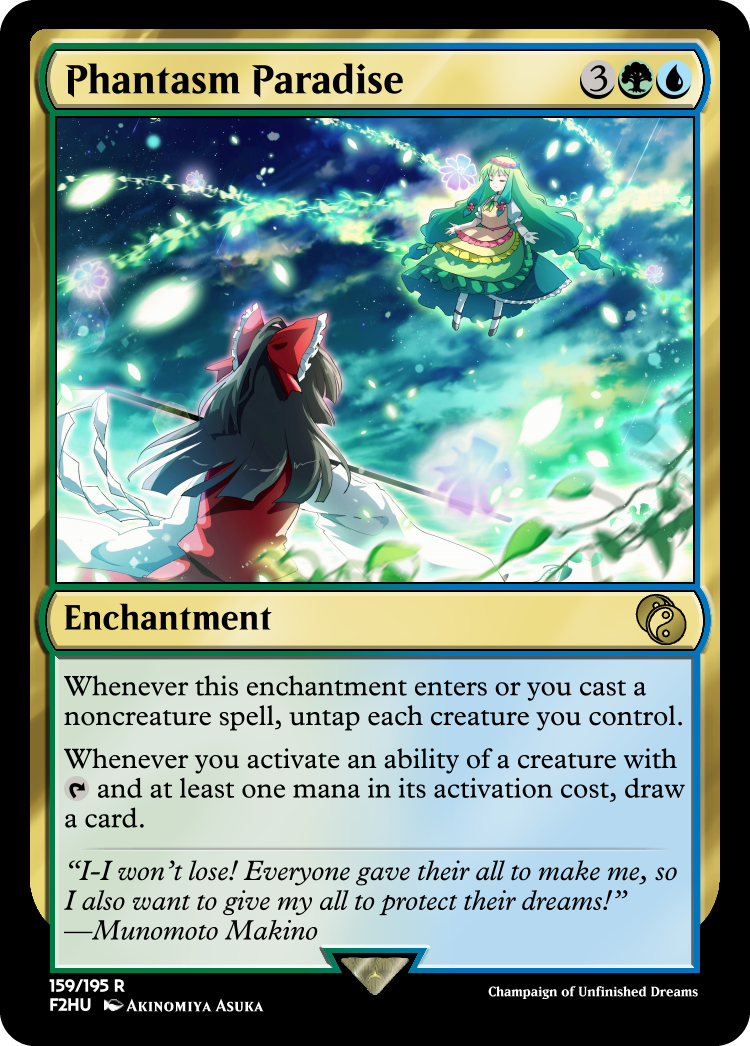 Phantasm Paradise 3
Enchantment
Whenever this enchantment enters or you cast a
noncreature spell, untap each creature you control.
Whenever you activate an ability of a creature with
and at least one mana in its activation cost, draw
a card.
“I-I won’t lose! Everyone gave their all to make me, so
I also want to give my all to protect their dreams!”
—Munomoto Makino
159/195 R
F2HU Akinomiya Asuka
Champaign of Unfinished Dreams